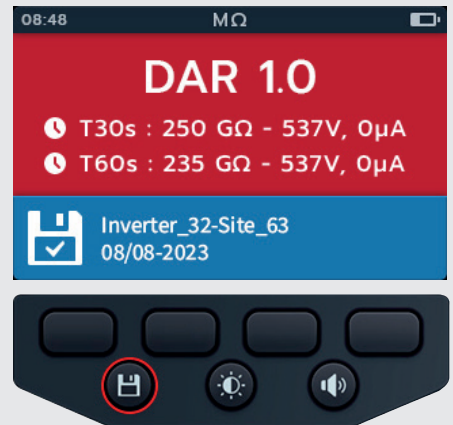 08:48 MΩ
DAR 1.0
T30s : 250 GΩ - 537V, 0µA
T60s : 235 GΩ - 537V, 0µA
Inverter_32-Site_63
08/08-2023